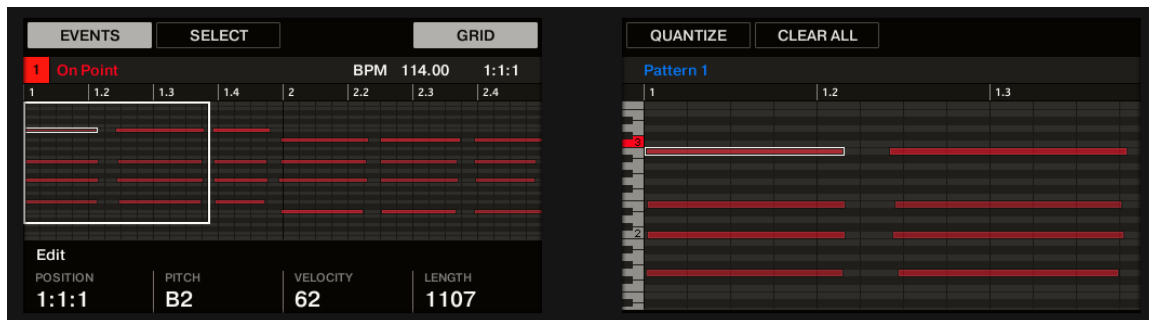 EVENTS SELECT GRID
1 On Point BPM 114.00 1:1:1
1 1.2 1.3 1.4 2 2.2 2.3 2.4
Edit
POSITION PITCH VELOCITY LENGTH
1:1:1 B2 62 1107
QUANTIZE CLEAR ALL
Pattern 1
1 1.2 1.3
3
2